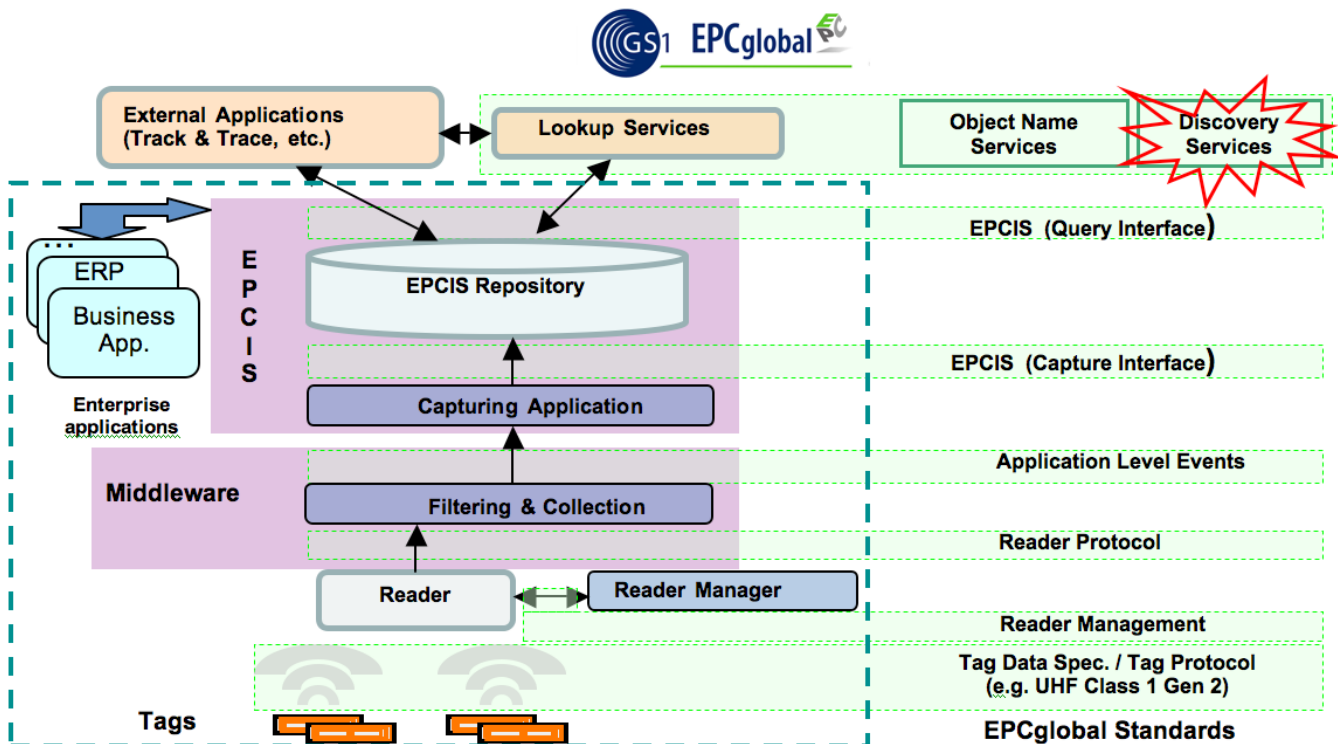 GS1 EPCglobal
EPC
External Applications
(Track & Trace, etc.)
Lookup Services
Object Name
Services
Discovery
Services
EPCIS (Query Interface)
...
ERP
Business
App.
Enterprise
applications
E
P
C
I
S
EPCIS Repository
EPCIS (Capture Interface)
Capturing Application
Application Level Events
Middleware
Filtering & Collection
Reader Protocol
Reader
Reader Manager
Reader Management
Tag Data Spec. / Tag Protocol
(e.g. UHF Class 1 Gen 2)
Tags
EPCglobal Standards